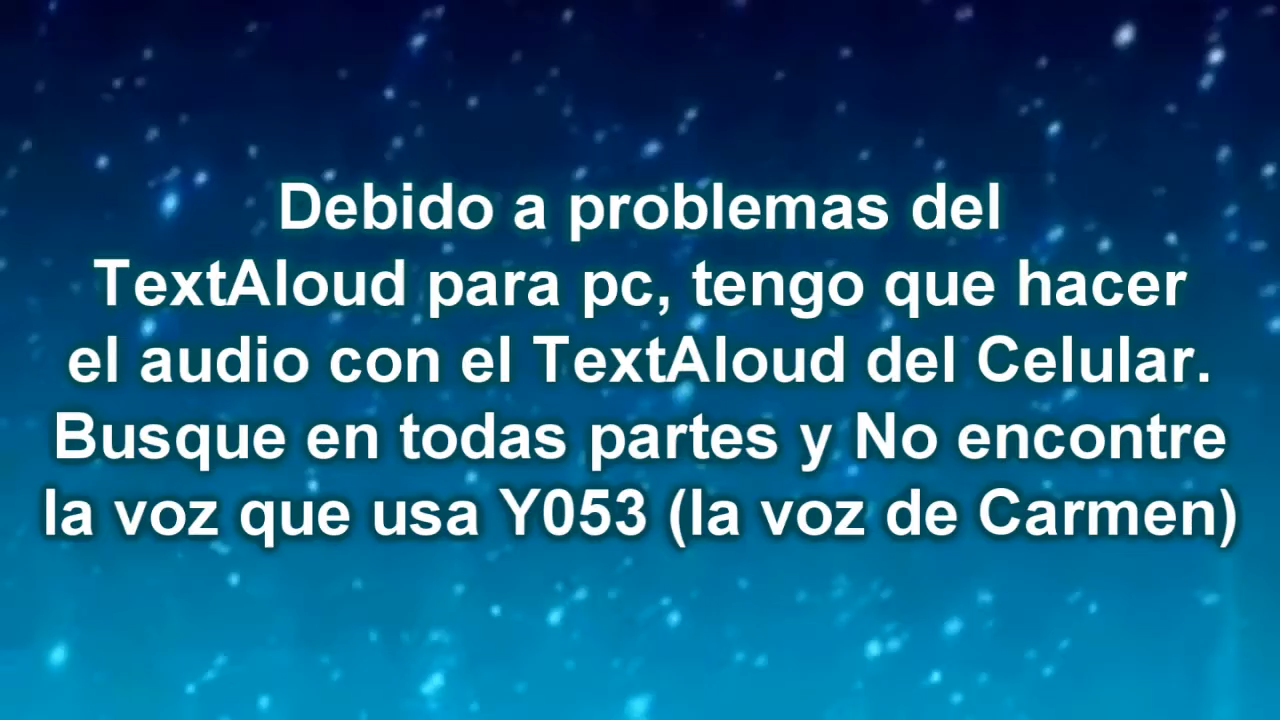 Debido a problemas del
TextAloud para pc, tengo que hacer
el audio con el TextAloud del Celular.
Busque en todas partes y No encontre
la voz que usa Y053 (la voz de Carmen)